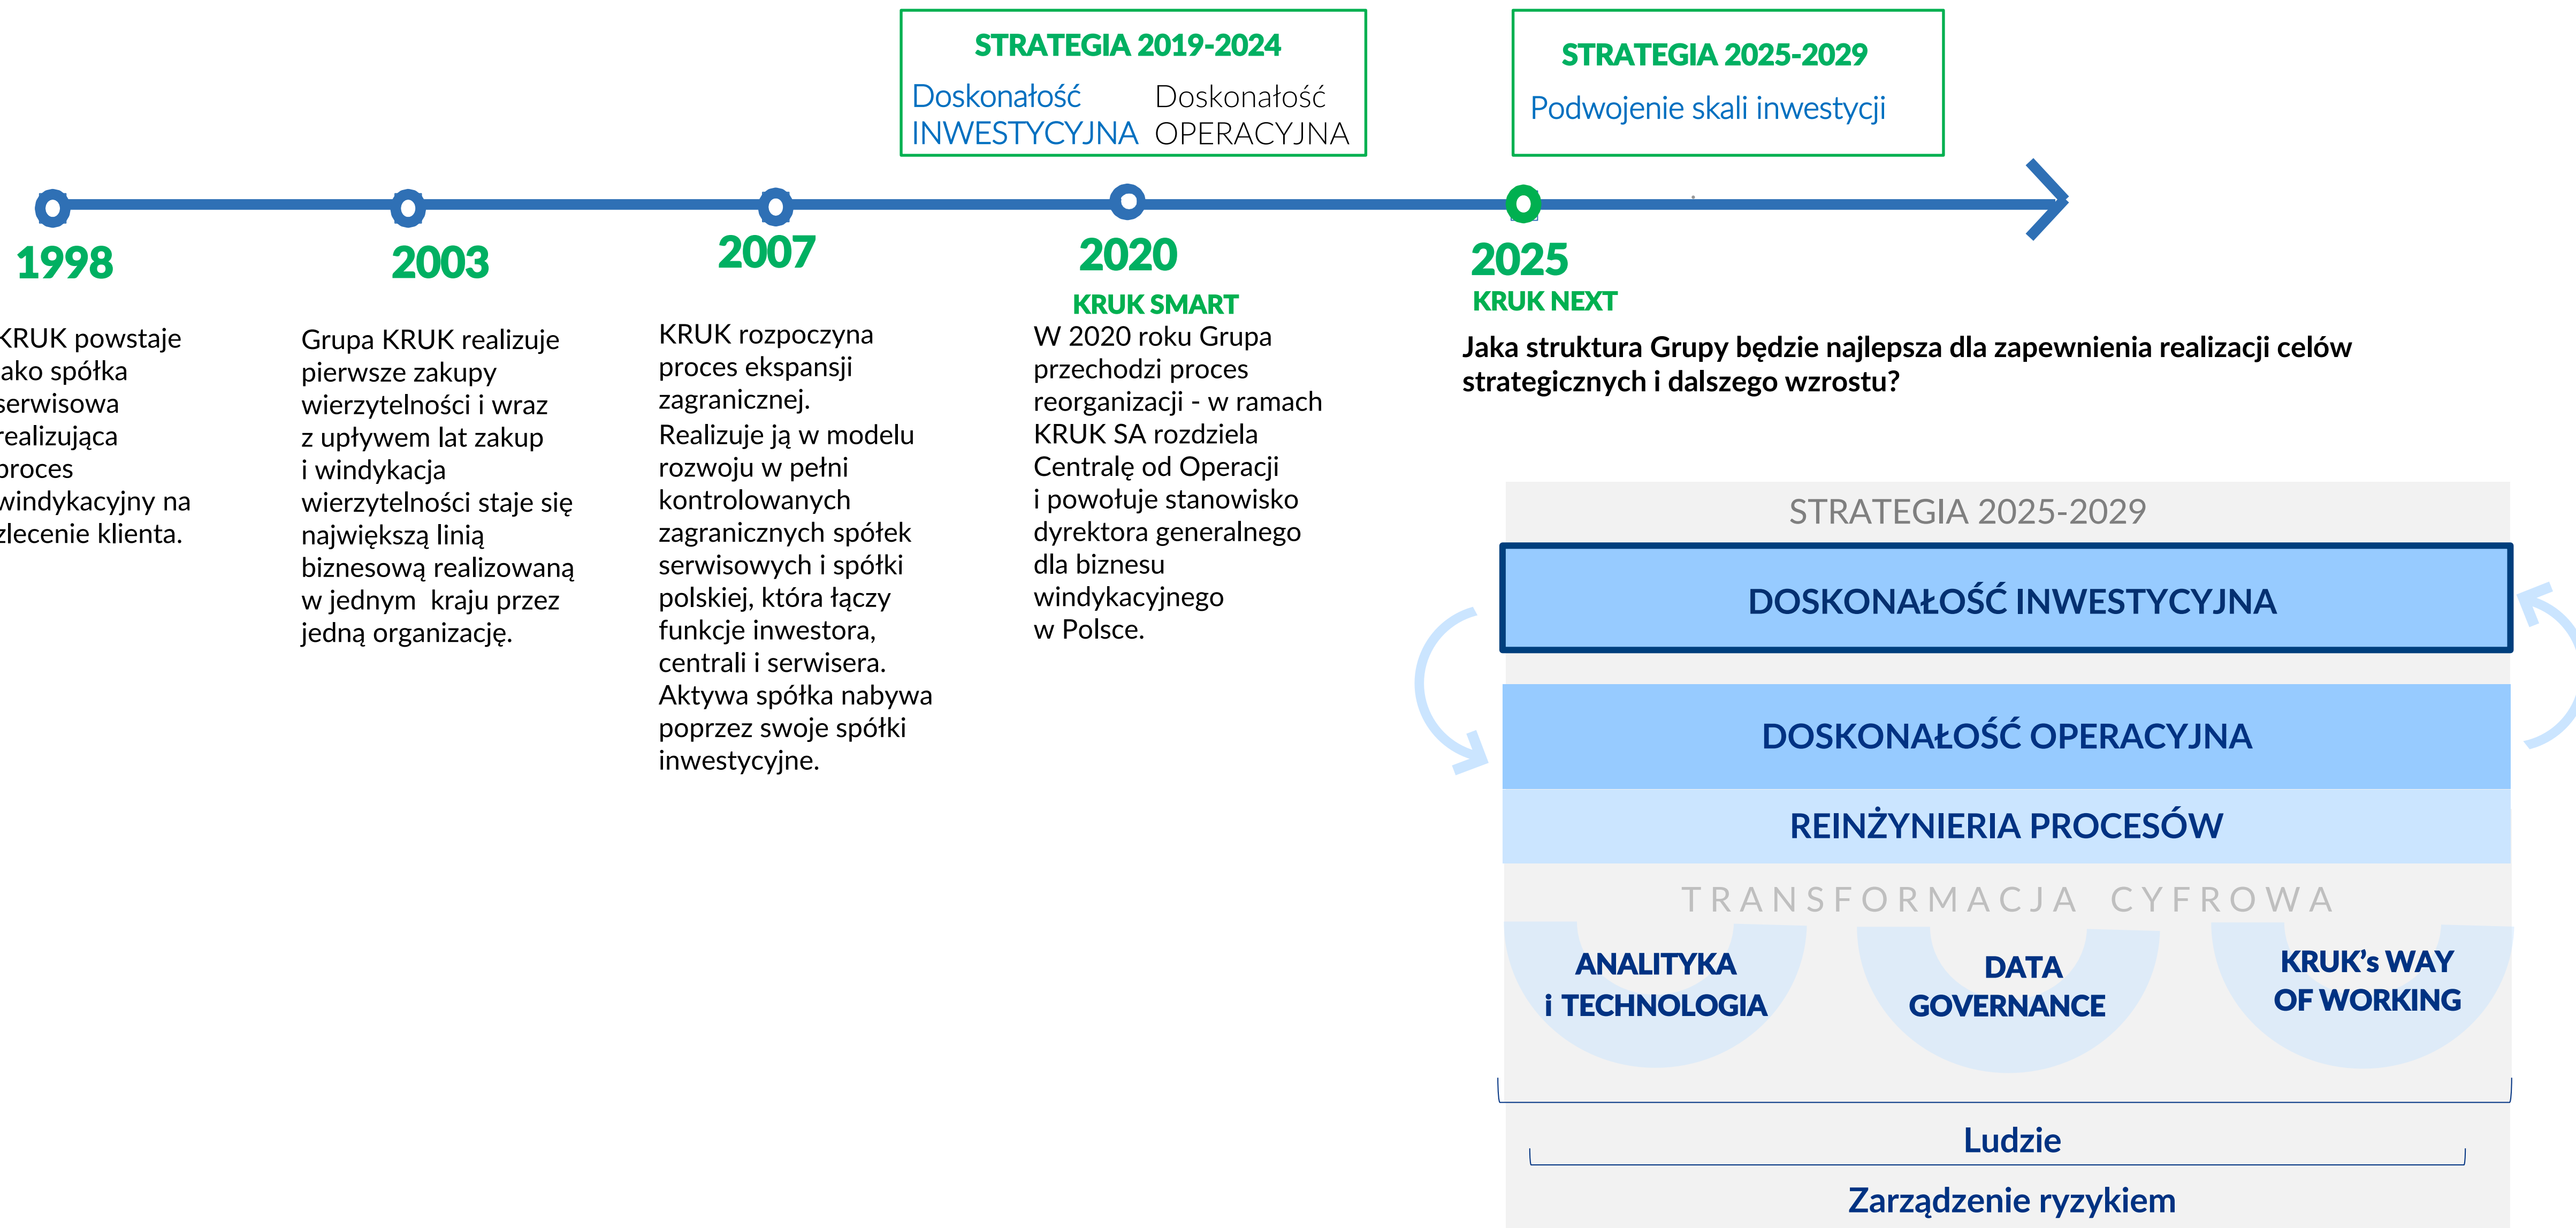 STRATEGIA 2019-2024
Doskonałość
INWESTYCYJNA
Doskonałość
OPERACYJNA
STRATEGIA 2025-2029
Podwojenie skali inwestycji
1998
KRUK powstaje
ako spółka
serwisowa
realizująca
proces
windykacyjny na
zlecenie klienta.
2003
Grupa KRUK realizuje
pierwsze zakupy
wierzytelności i wraz
z upływem lat zakup
i windykacja
wierzytelności staje się
największą linią
biznesową realizowaną
w jednym kraju przez
jedną organizację.
2007
KRUK rozpoczyna
proces ekspansji
zagranicznej.
Realizuje ją w modelu
rozwoju w pełni
kontrolowanych
zagranicznych spółek
serwisowych i spółki
polskiej, która łączy
funkcje inwestora,
centrali i serwisera.
Aktywa spółka nabywa
poprzez swoje spółki
inwestycyjne.
2020
KRUK SMART
W 2020 roku Grupa
przechodzi proces
reorganizacji - w ramach
KRUK SA rozdziela
Centralę od Operacji
i powołuje stanowisko
dyrektora generalnego
dla biznesu
windykacyjnego
w Polsce.
2025
KRUK NEXT
Jaka struktura Grupy będzie najlepsza dla zapewnienia realizacji celów
strategicznych i dalszego wzrostu?
STRATEGIA 2025-2029
DOSKONAŁOŚĆ INWESTYCYJNA
DOSKONAŁOŚĆ OPERACYJNA
REINŻYNIERIA PROCESÓW
TRANSFORMACJA CYFROWA
ANALITYKA
i TECHNOLOGIA
DATA
GOVERNANCE
KRUK's WAY
OF WORKING
Ludzie
Zarządzenie ryzykiem